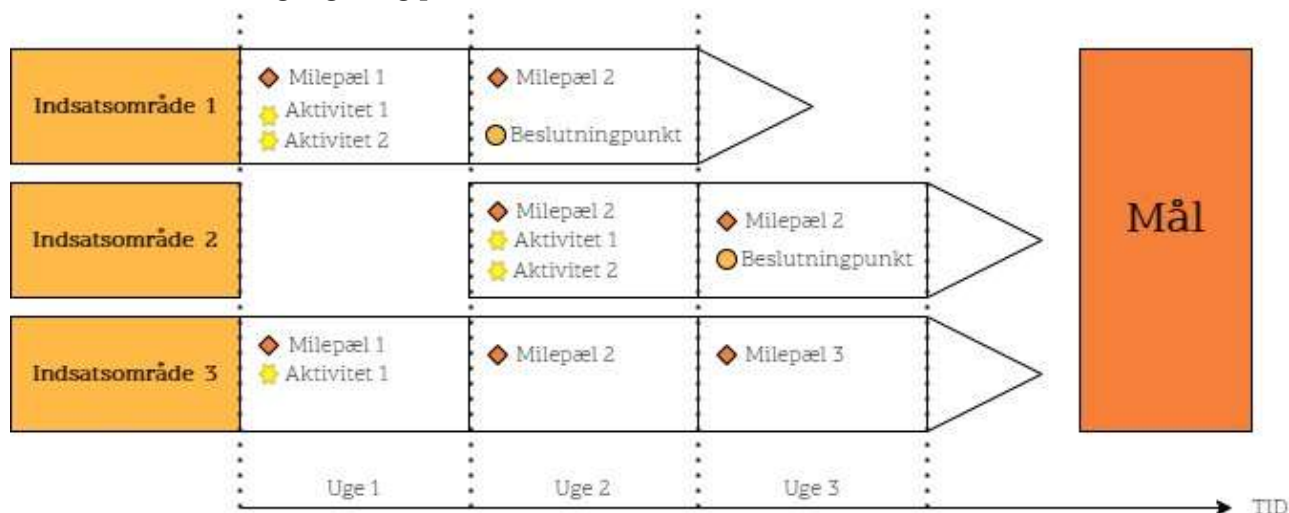 Indsatsområde 1
Milepæl 1
Aktivitet 1
Aktivitet 2
Milepæl 2
Beslutningpunkt
Indsatsområde 2
Milepæl 2
Aktivitet 1
Aktivitet 2
Milepæl 2
Beslutningpunkt
Indsatsområde 3
Milepæl 1
Aktivitet 1
Milepæl 2
Milepæl 3
Mål
Uge 1
Uge 2
Uge 3
TID